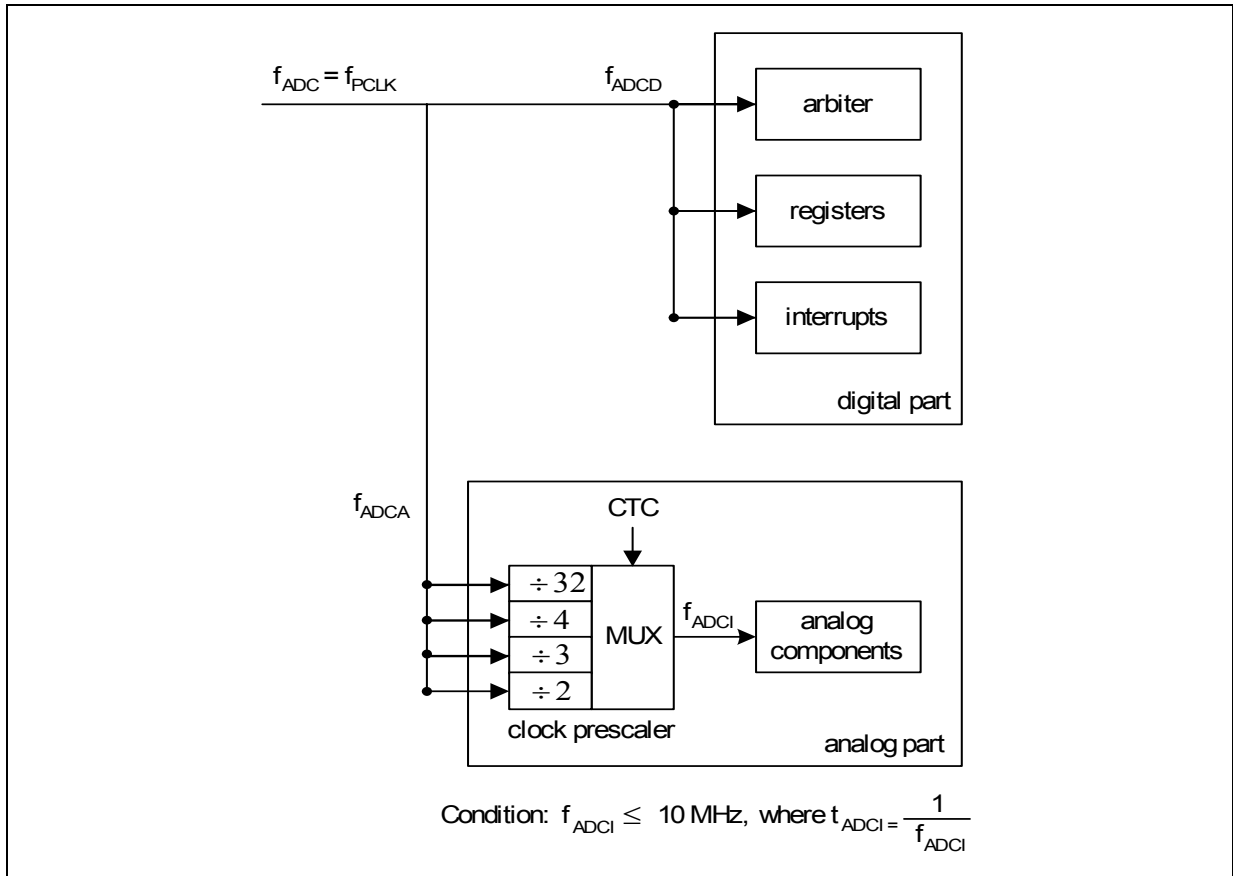 fADC = fPCLK
fADCD
arbiter
registers
interrupts
digital part
fADCA
CTC
÷ 32
÷ 4
÷ 3
÷ 2
MUX
fADCI
analog
components
clock prescaler
analog part
Condition: fADCI ≤ 10 MHz, where tADCI = 1 / fADCI